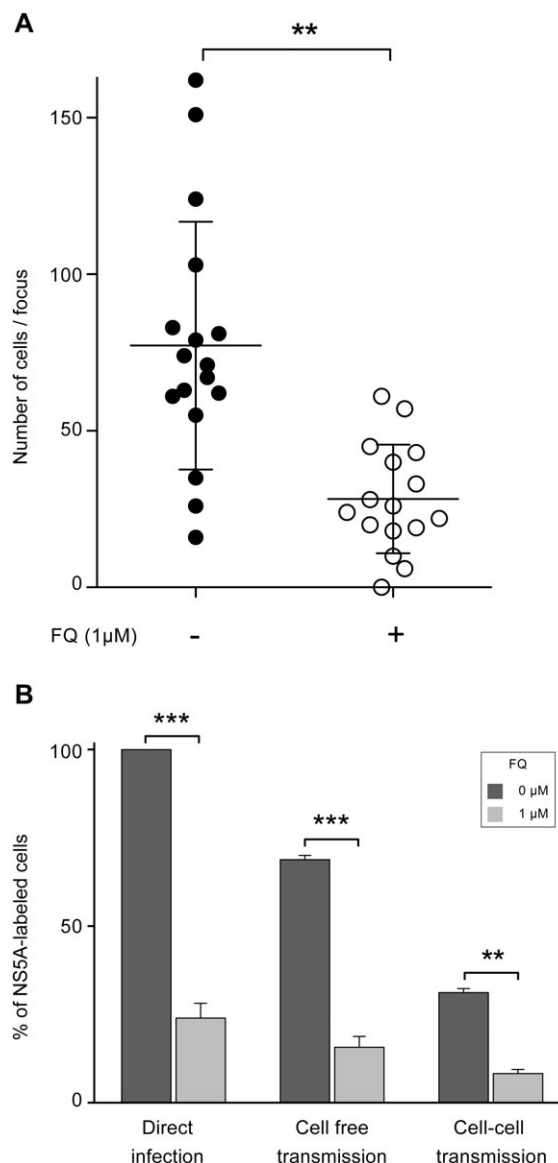 A
**
150
100
50
0
Number of cells / focus
FQ (1µM)
-
+
B
***
***
**
100
50
0
% of NS5A-labeled cells
FQ
0 µM
1 µM
Direct
infection
Cell free
transmission
Cell-cell
transmission